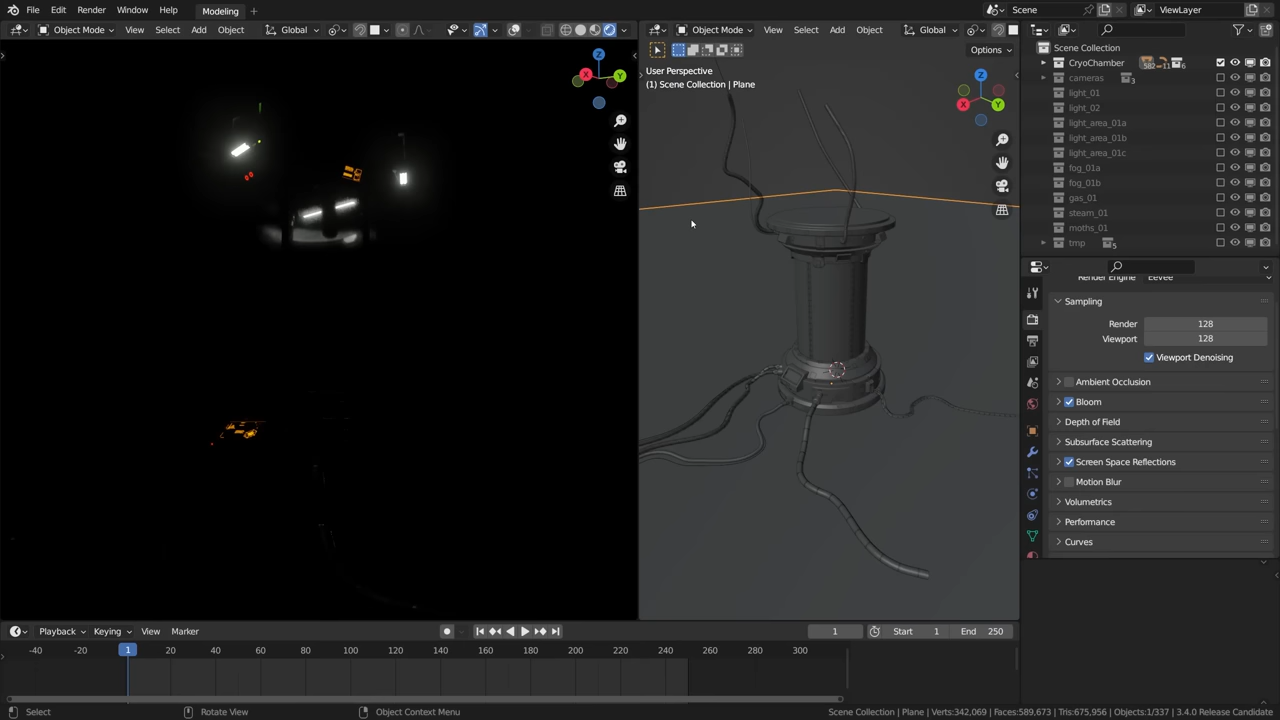 File Edit Render Window Help Modeling + Scene ViewLayer
Object Mode View Select Add Object Global
Object Mode View Select Add Object Global
Options
User Perspective
(1) Scene Collection | Plane
Z
X
Y
Z
X
Y
Scene Collection
CryoChamber 582 11 6
cameras 3
light_01
light_02
light_area_01a
light_area_01b
light_area_01c
fog_01a
fog_01b
gas_01
steam_01
moths_01
tmp 5
Render Engine Eevee
Sampling
Render 128
Viewport 128
Viewport Denoising
Ambient Occlusion
Bloom
Depth of Field
Subsurface Scattering
Screen Space Reflections
Motion Blur
Volumetrics
Performance
Curves
Playback Keying View Marker 1 Start 1 End 250
-40 -20 1 20 40 60 80 100 120 140 160 180 200 220 240 260 280 300
Select Rotate View Object Context Menu Scene Collection | Plane | Verts:342,069 | Faces:589,673 | Tris:675,956 | Objects:1/337 | 3.4.0 Release Candidate